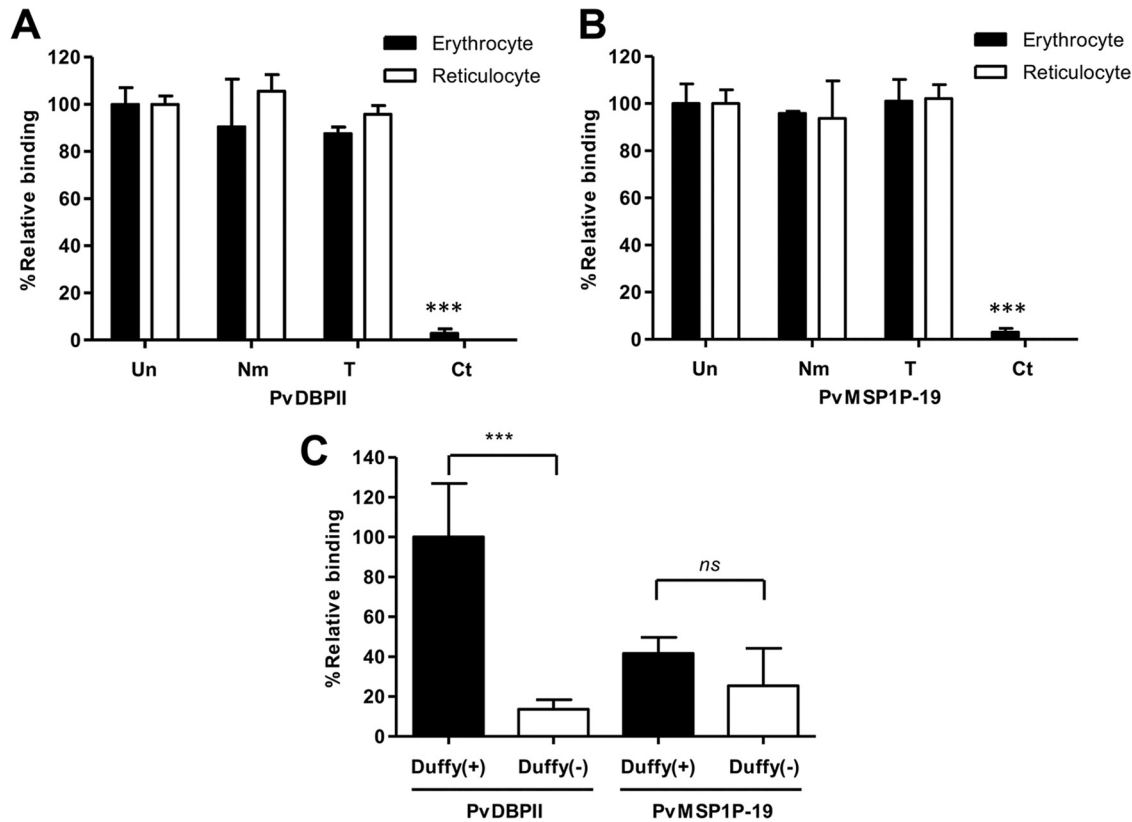 A
Erythrocyte
Reticulocyte
%Relative binding
120
100
80
60
40
20
0
***
Un Nm T Ct
PvDBPII
B
Erythrocyte
Reticulocyte
%Relative binding
120
100
80
60
40
20
0
***
Un Nm T Ct
PvMSP1P-19
C
%Relative binding
140
120
100
80
60
40
20
0
***
ns
Duffy(+) Duffy(-) Duffy(+) Duffy(-)
PvDBPII PvMSP1P-19